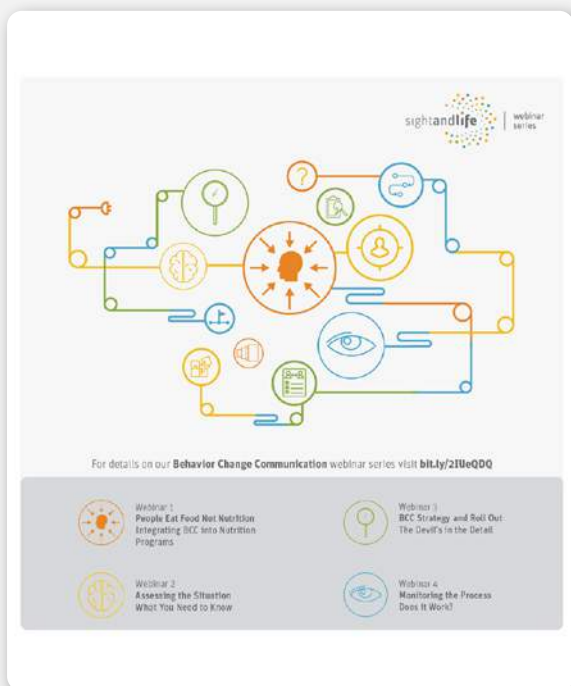 sightandlife
webinar
series
?
For details on our Behavior Change Communication webinar series visit bit.ly/2IUeQDQ
Webinar 1
People Eat Food Not Nutrition
Integrating BCC into Nutrition
Programs
Webinar 2
Assessing the Situation
What You Need to Know
Webinar 3
BCC Strategy and Roll Out
The Devil's in the Detail
Webinar 4
Monitoring the Process
Does it Work?